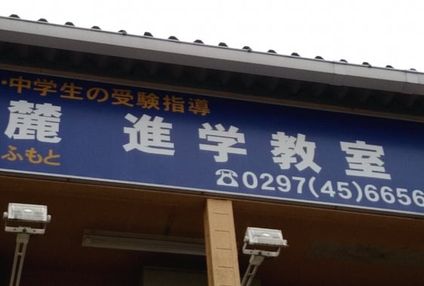 ・中学生の受験指導
麓 進学教室
ふもと
☎0297(45)6656